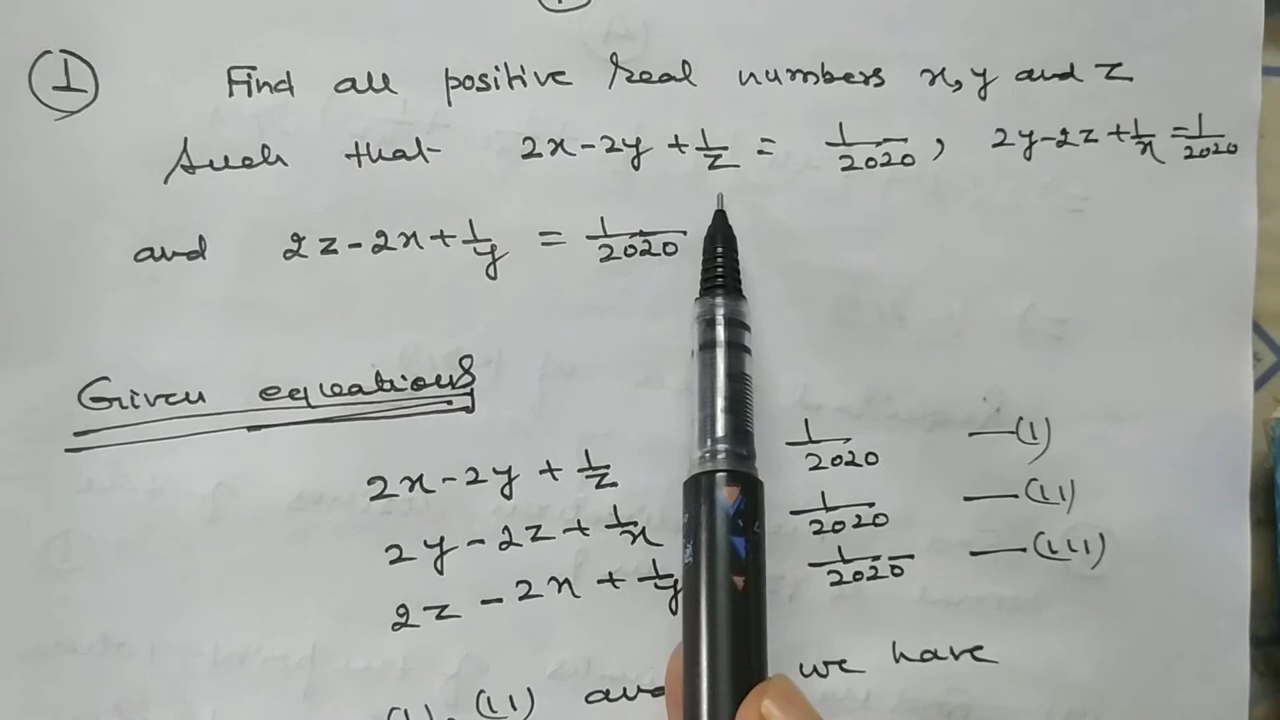 ① Find all positive real numbers x, y and z
Such that 2x-2y+1/z = 1/2020, 2y-2z+1/x = 1/2020
and 2z-2x+1/y = 1/2020
Given equations
2x-2y+1/z 1/2020 —(I)
2y-2z+1/x 1/2020 —(II)
2z-2x+1/y 1/2020 —(III)
(I), (II) we have